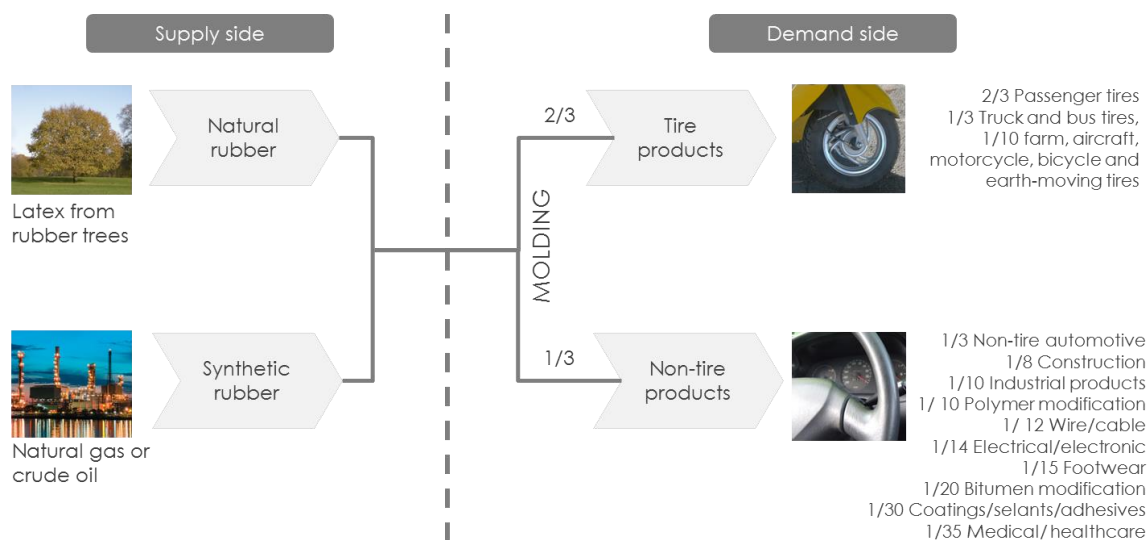 Supply side
Demand side
Natural
rubber
Latex from
rubber trees
Synthetic
rubber
Natural gas or
crude oil
MOLDING
2/3
Tire
products
2/3 Passenger tires
1/3 Truck and bus tires,
1/10 farm, aircraft,
motorcycle, bicycle and
earth-moving tires
1/3
Non-tire
products
1/3 Non-tire automotive
1/8 Construction
1/10 Industrial products
1/ 10 Polymer modification
1/ 12 Wire/cable
1/14 Electrical/electronic
1/15 Footwear
1/20 Bitumen modification
1/30 Coatings/selants/adhesives
1/35 Medical/healthcare